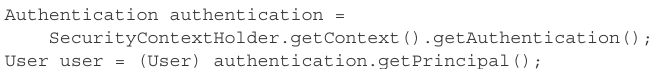 Authentication authentication =
    SecurityContextHolder.getContext().getAuthentication();
User user = (User) authentication.getPrincipal();